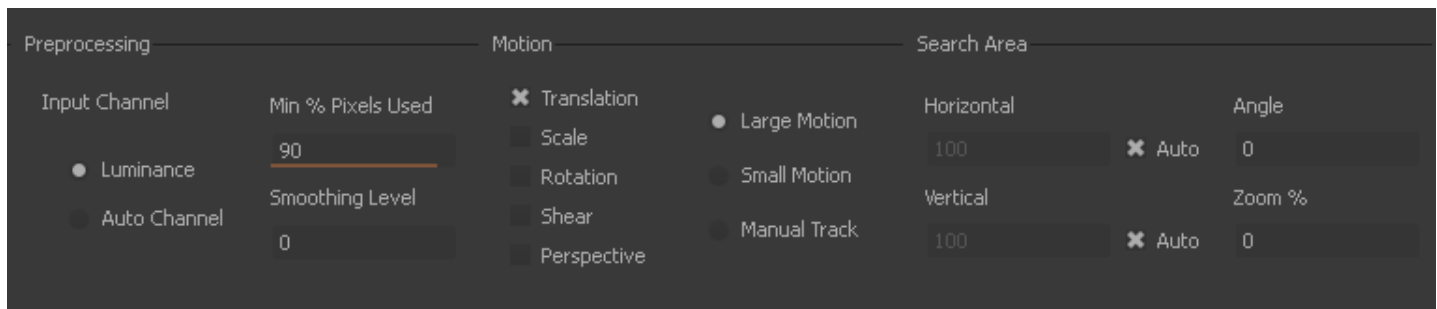 Preprocessing
Input Channel
Luminance
Auto Channel
Min % Pixels Used
90
Smoothing Level
0
Motion
Translation
Scale
Rotation
Shear
Perspective
Large Motion
Small Motion
Manual Track
Search Area
Horizontal
100
Auto
Vertical
100
Auto
Angle
0
Zoom %
0